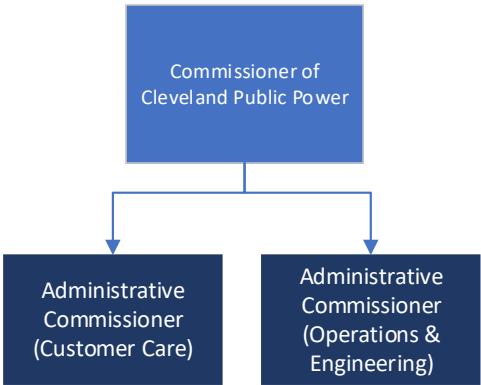 Commissioner of
Cleveland Public Power
Administrative
Commissioner
(Customer Care)
Administrative
Commissioner
(Operations &
Engineering)